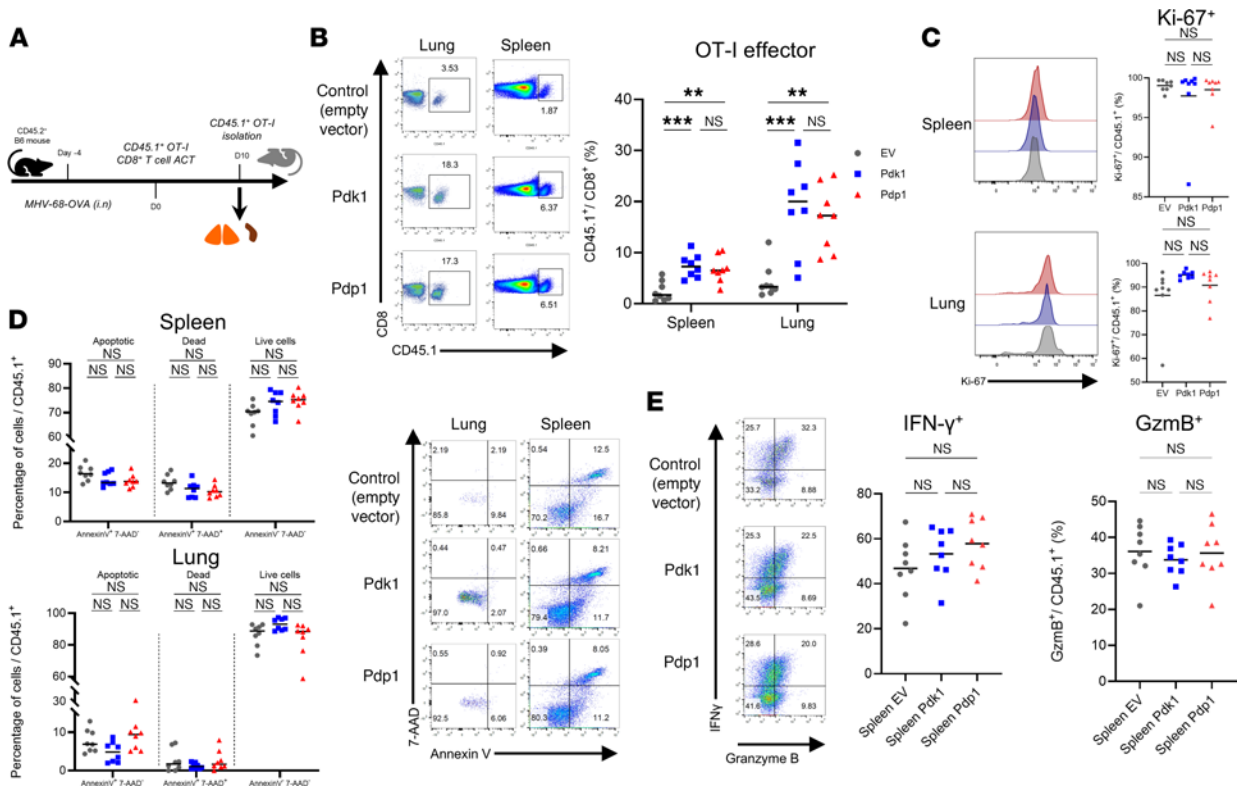 A
CD45.2⁺
B6 mouse
Day -4
CD45.1⁺ OT-I
CD8⁺ T cell ACT
CD45.1⁺ OT-I
isolation
D10
MHV-68-OVA (i.n)
D0
B
Lung
Spleen
Control
(empty
vector)
3.53
1.87
Pdk1
18.3
6.37
Pdp1
17.3
6.51
CD8
CD45.1
OT-I effector
CD45.1⁺/ CD8⁺ (%)
40
30
20
10
0
**
***
NS
**
***
NS
Spleen
Lung
EV
Pdk1
Pdp1
C
Spleen
Lung
Ki-67
Ki-67⁺
NS
NS NS
Ki-67⁺/ CD45.1⁺ (%)
100
95
90
85
EV Pdk1 Pdp1
NS
NS NS
Ki-67⁺/ CD45.1⁺ (%)
100
90
80
70
60
50
EV Pdk1 Pdp1
D
Spleen
Apoptotic
NS
NS NS
Dead
NS
NS NS
Live cells
NS
NS NS
Percentage of cells / CD45.1⁺
90
80
70
60
20
10
0
AnnexinV⁺ 7-AAD⁻
AnnexinV⁺ 7-AAD⁺
AnnexinV⁻ 7-AAD⁻
Lung
Apoptotic
NS
NS NS
Dead
NS
NS NS
Live cells
NS
NS NS
Percentage of cells / CD45.1⁺
100
50
30
20
10
0
AnnexinV⁺ 7-AAD⁻
AnnexinV⁺ 7-AAD⁺
AnnexinV⁻ 7-AAD⁻
Lung
Spleen
Control
(empty
vector)
2.19 2.19
85.8 9.84
0.54 12.5
70.2 16.7
Pdk1
0.44 0.47
97.0 2.07
0.66 8.21
79.4 11.7
Pdp1
0.55 0.92
92.5 6.06
0.39 8.05
80.3 11.2
7-AAD
Annexin V
E
Control
(empty
vector)
25.7 32.3
33.2 8.88
Pdk1
25.3 22.5
43.5 8.69
Pdp1
28.6 20.0
41.6 9.83
IFNγ
Granzyme B
IFN-γ⁺
NS
NS NS
80
60
40
20
0
Spleen EV
Spleen Pdk1
Spleen Pdp1
GzmB⁺
NS
NS NS
GzmB⁺/ CD45.1⁺ (%)
50
40
30
20
10
0
Spleen EV
Spleen Pdk1
Spleen Pdp1